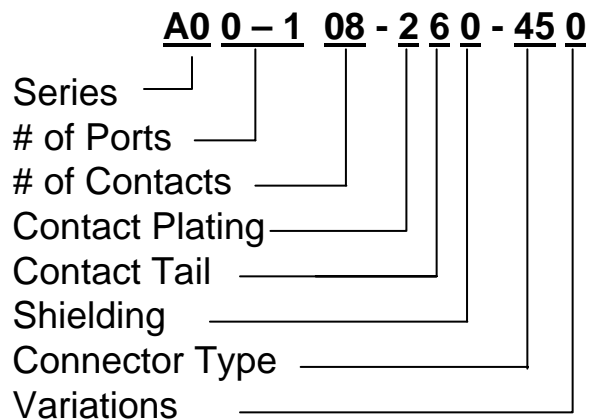 A0 0 – 1 08 - 2 6 0 - 45 0
Series
# of Ports
# of Contacts
Contact Plating
Contact Tail
Shielding
Connector Type
Variations